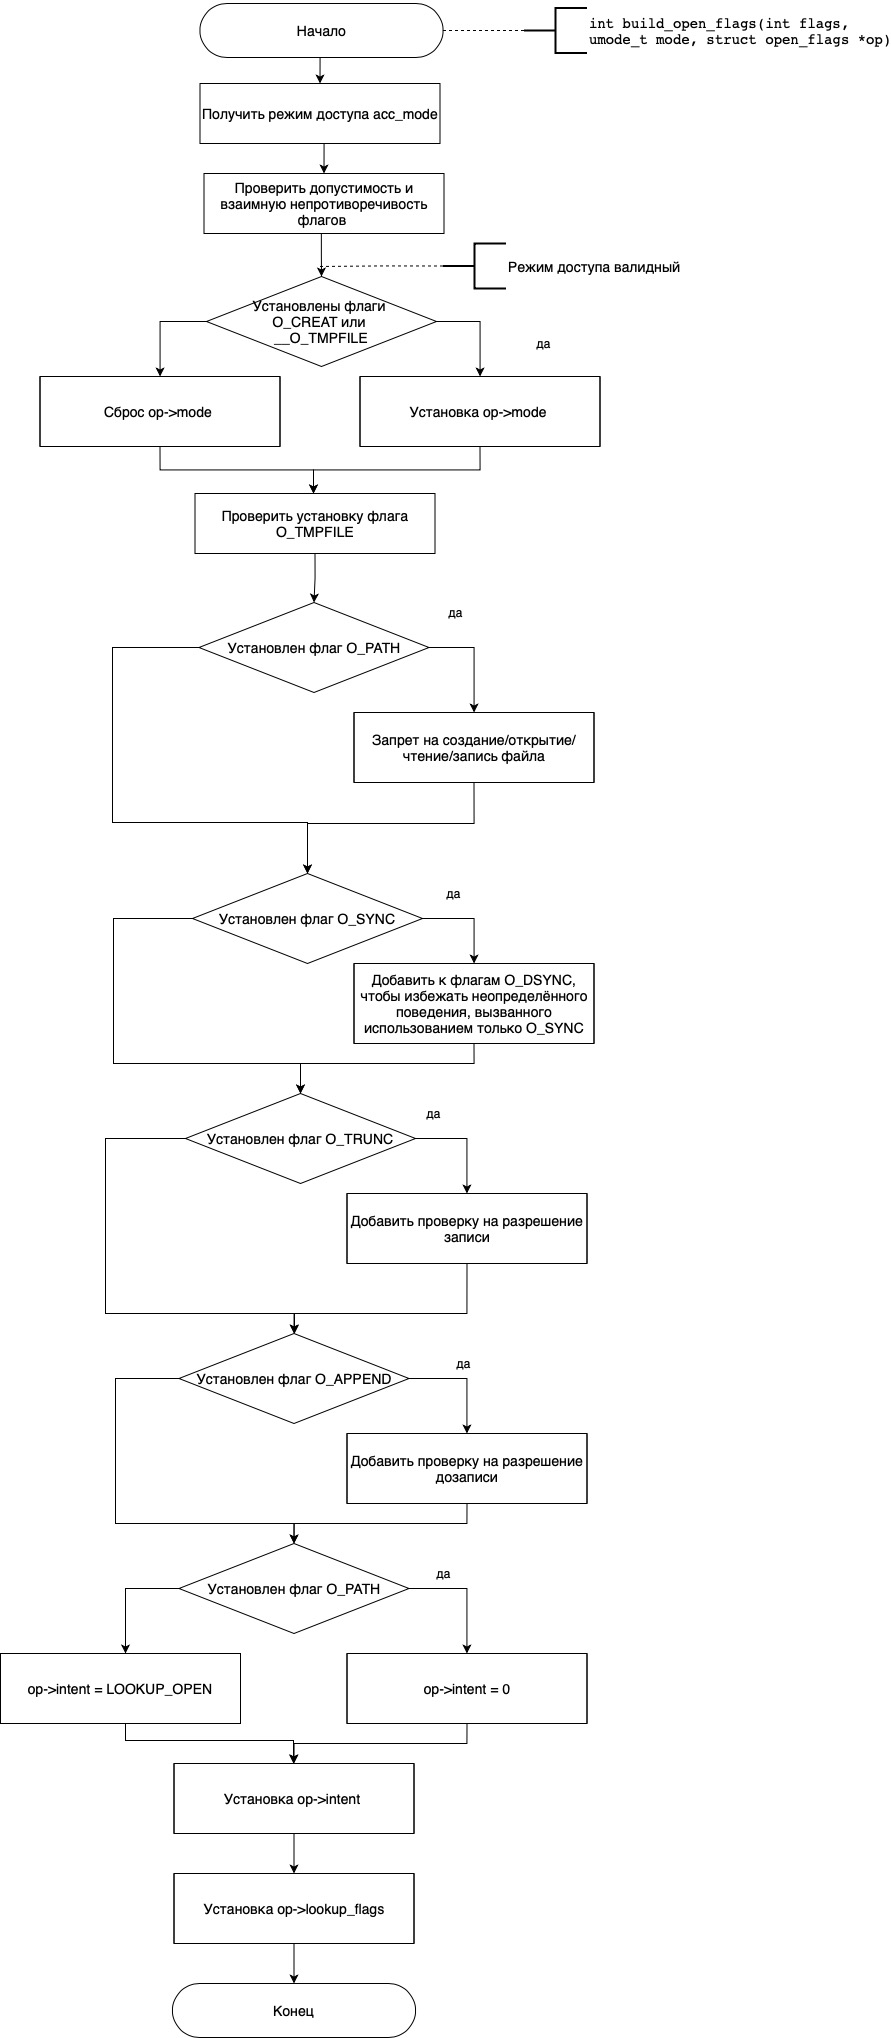 Начало
int build_open_flags(int flags,
umode_t mode, struct open_flags *op)
Получить режим доступа acc_mode
Проверить допустимость и
взаимную непротиворечивость
флагов
Режим доступа валидный
Установлены флаги
O_CREAT или
__O_TMPFILE
да
Сброс op->mode
Установка op->mode
Проверить установку флага
O_TMPFILE
да
Установлен флаг O_PATH
Запрет на создание/открытие/
чтение/запись файла
да
Установлен флаг O_SYNC
Добавить к флагам O_DSYNC,
чтобы избежать неопределённого
поведения, вызванного
использованием только O_SYNC
да
Установлен флаг O_TRUNC
Добавить проверку на разрешение
записи
да
Установлен флаг O_APPEND
Добавить проверку на разрешение
дозаписи
да
Установлен флаг O_PATH
op->intent = LOOKUP_OPEN
op->intent = 0
Установка op->intent
Установка op->lookup_flags
Конец